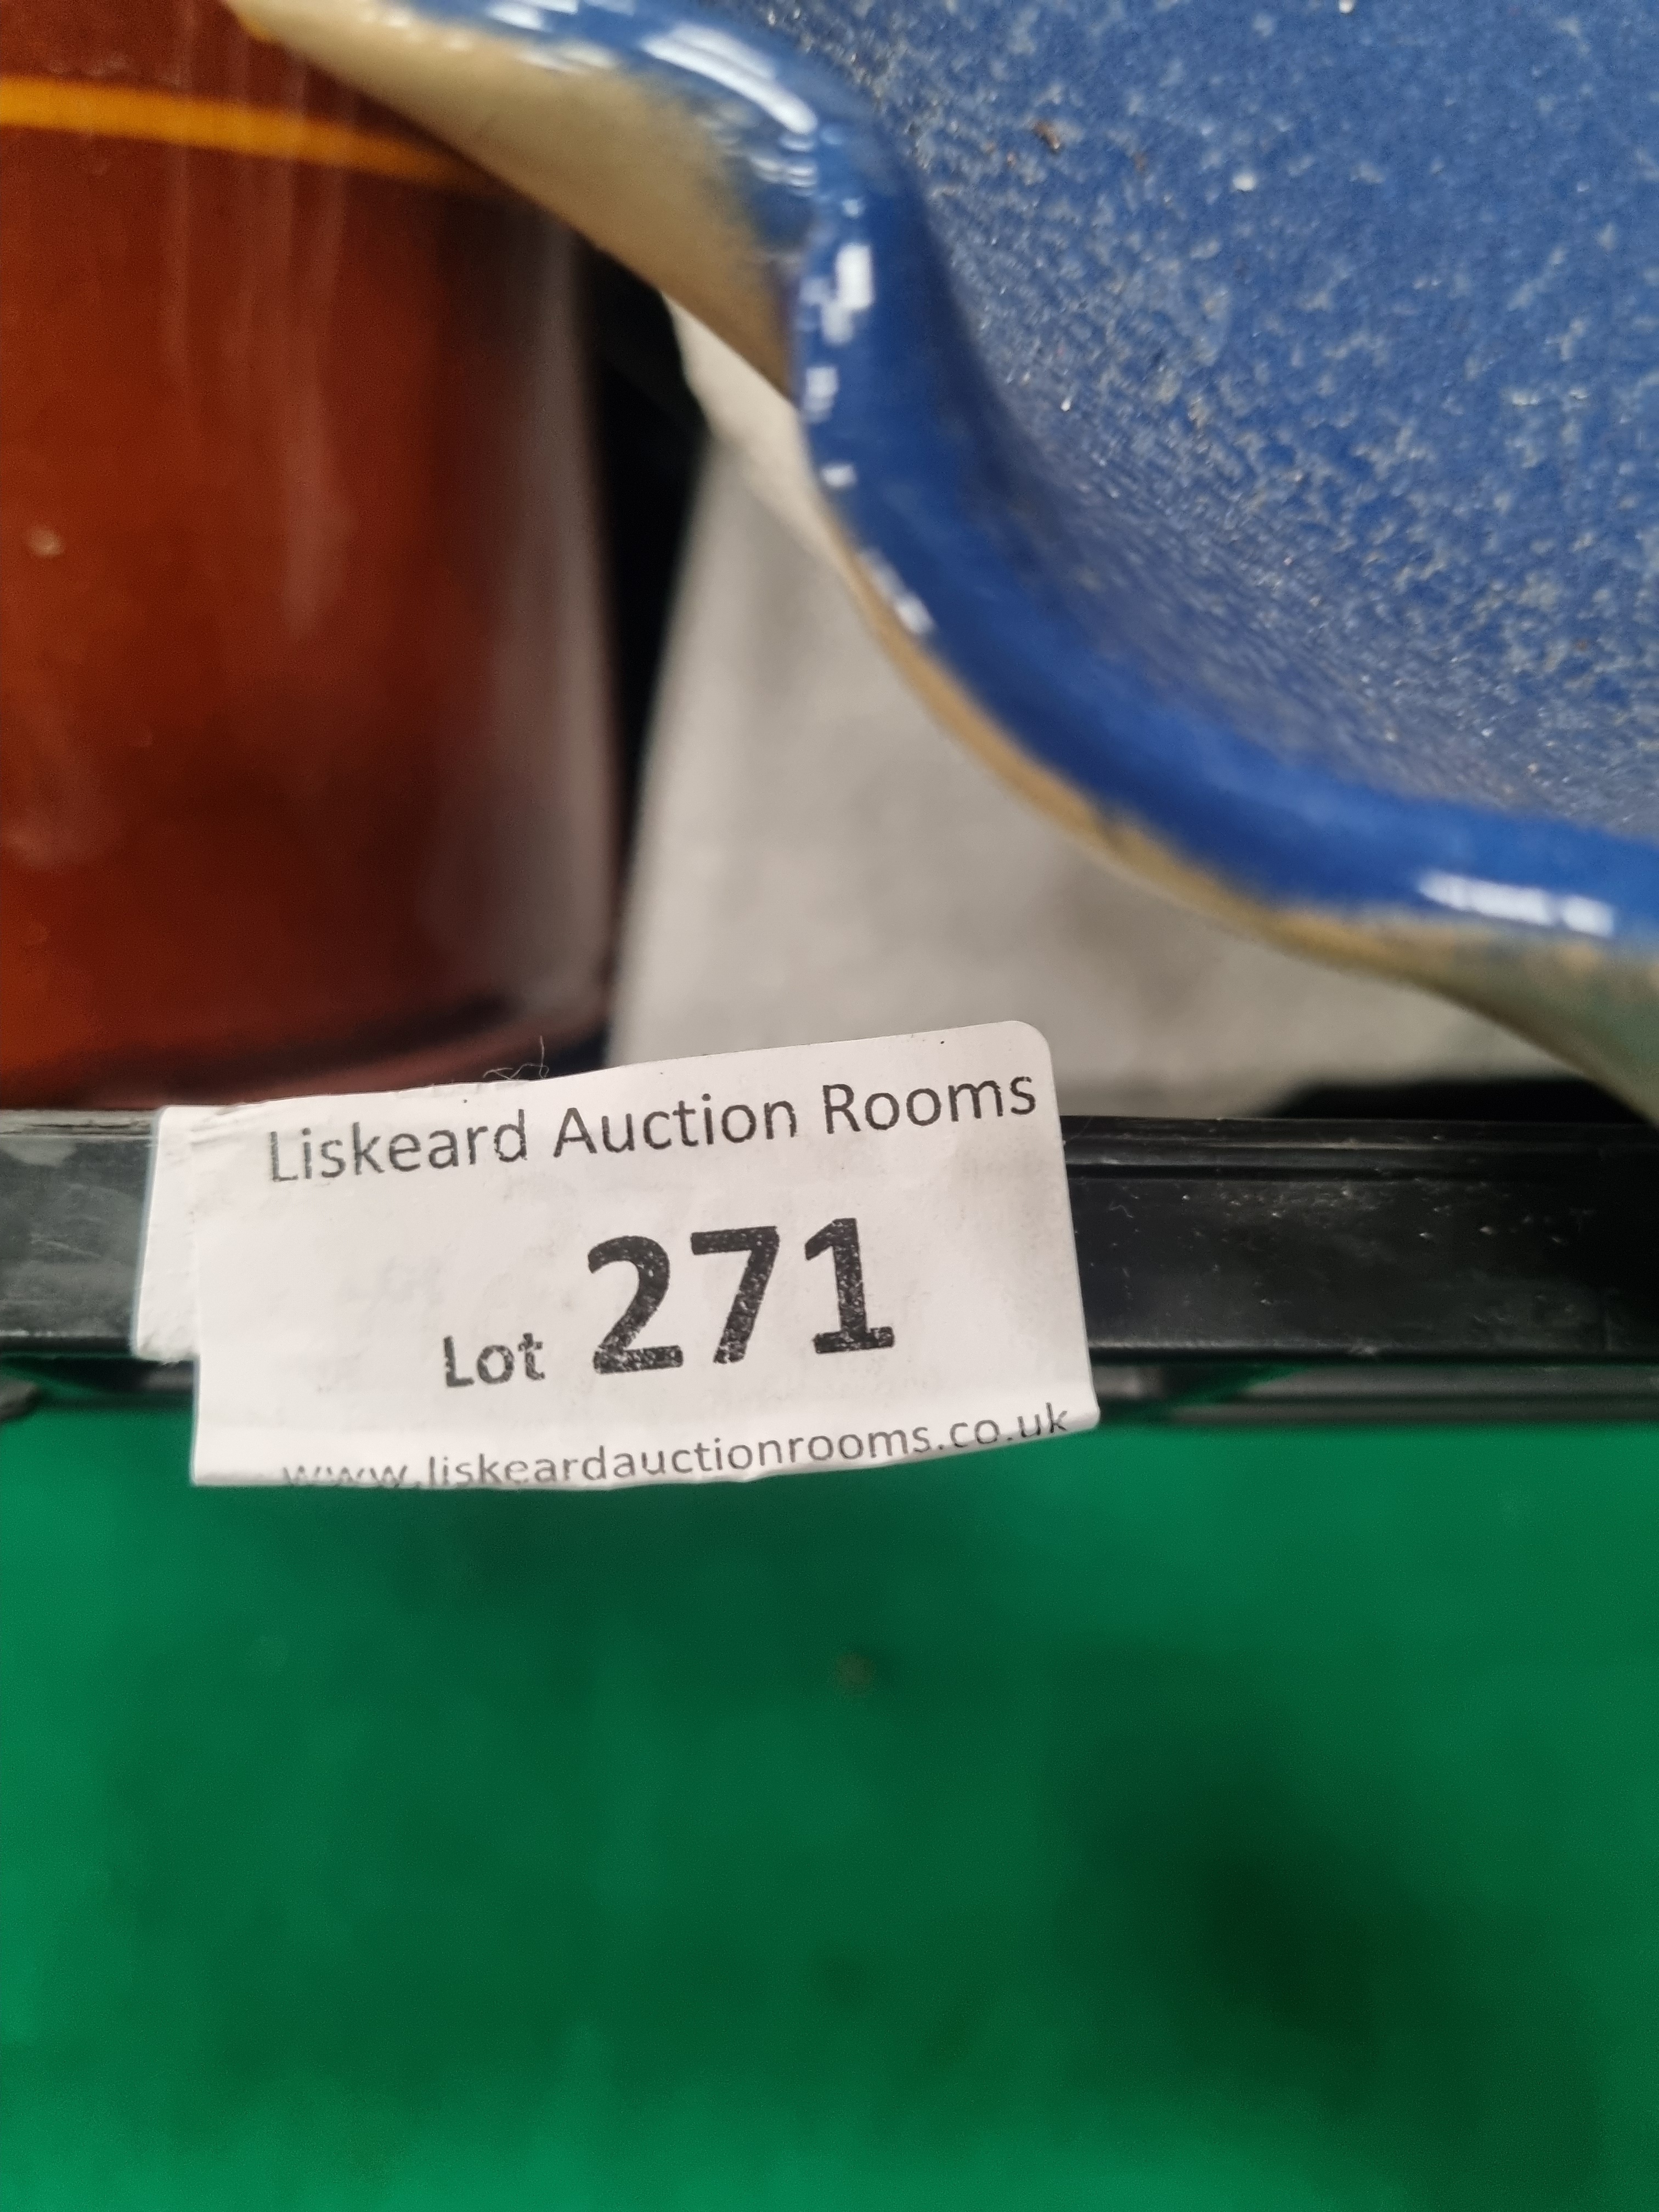 Liskeard Auction Rooms
Lot 271
www.liskeardauctionrooms.co.uk